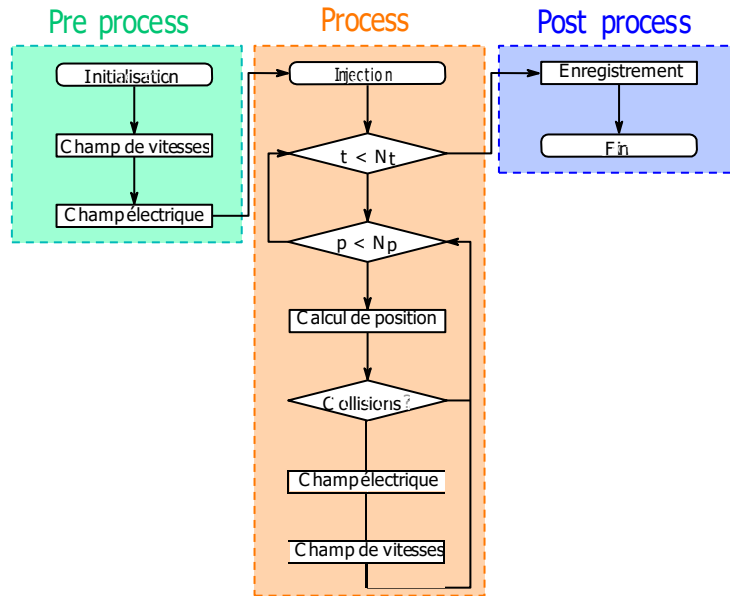 Pre process
Initialisation
Champ de vitesses
Champ électrique
Process
Injection
t < Nt
p < Np
Calcul de position
Collisions?
Champ électrique
Champ de vitesses
Post process
Enregistrement
Fin